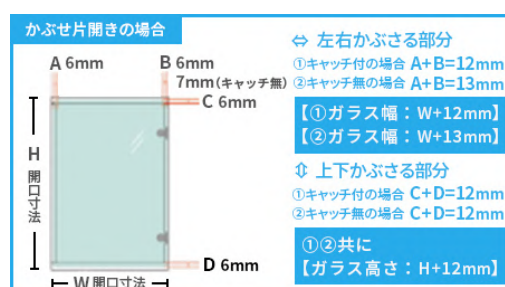 かぶせ片開きの場合
A 6mm
B 6mm
7mm(キャッチ無)
C 6mm
H
開口寸法
D 6mm
W開口寸法
⇔ 左右かぶさる部分
①キャッチ付の場合 A+B=12mm
②キャッチ無の場合 A+B=13mm
【①ガラス幅：W+12mm】
【②ガラス幅：W+13mm】
⇕ 上下かぶさる部分
①キャッチ付の場合 C+D=12mm
②キャッチ無の場合 C+D=12mm
①②共に
【ガラス高さ：H+12mm】